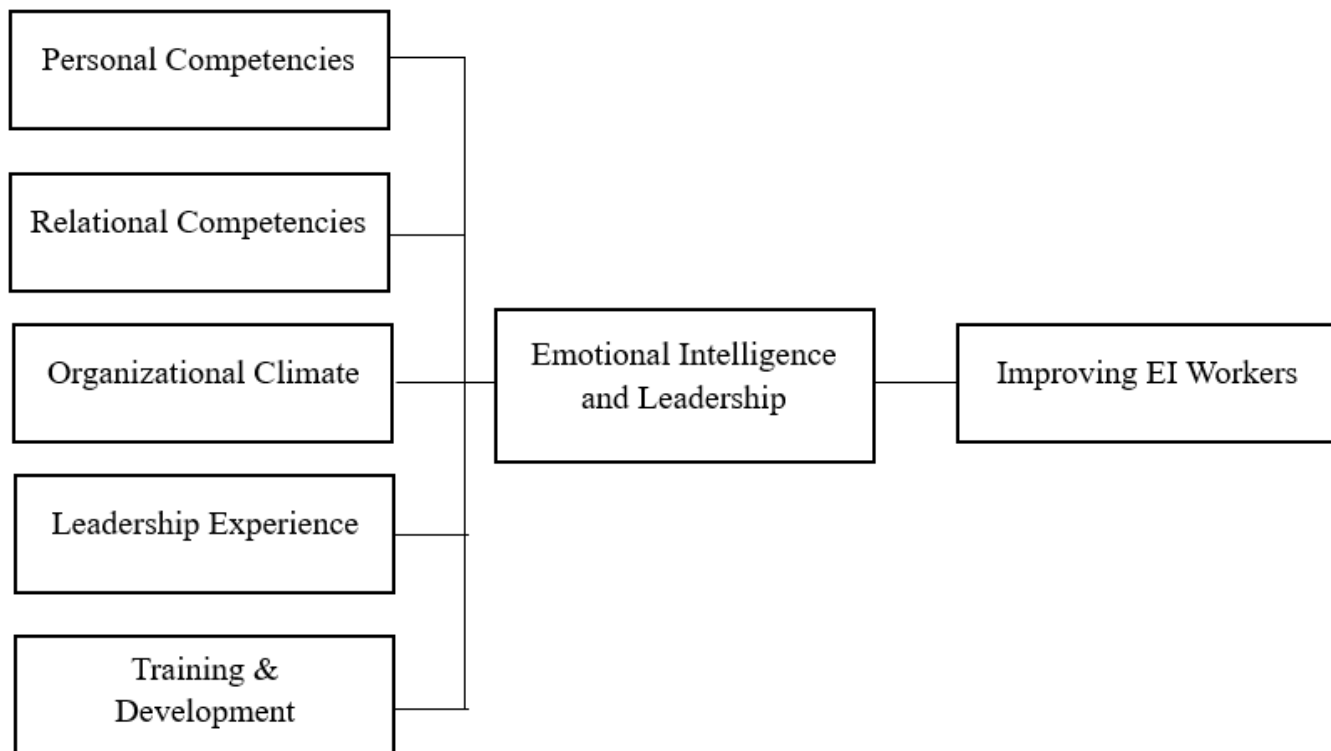 Personal Competencies
Relational Competencies
Organizational Climate
Leadership Experience
Training &
Development
Emotional Intelligence
and Leadership
Improving EI Workers